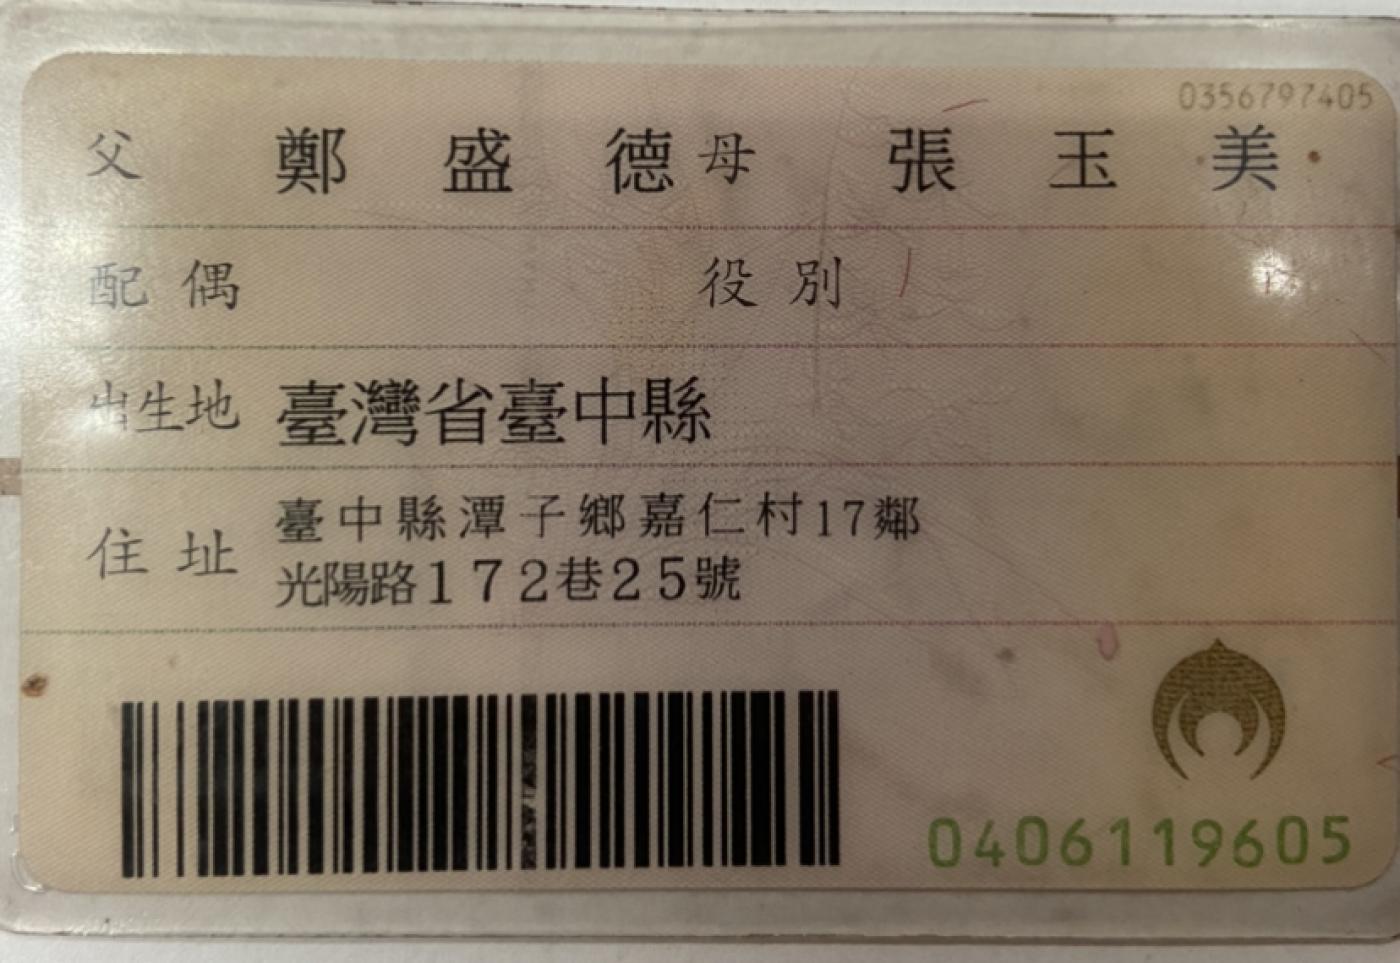 0356797405
父 鄭盛德 母 張玉美
配偶 役別
出生地 臺灣省臺中縣
住址 臺中縣潭子鄉嘉仁村17鄰
光陽路172巷25號
0406119605